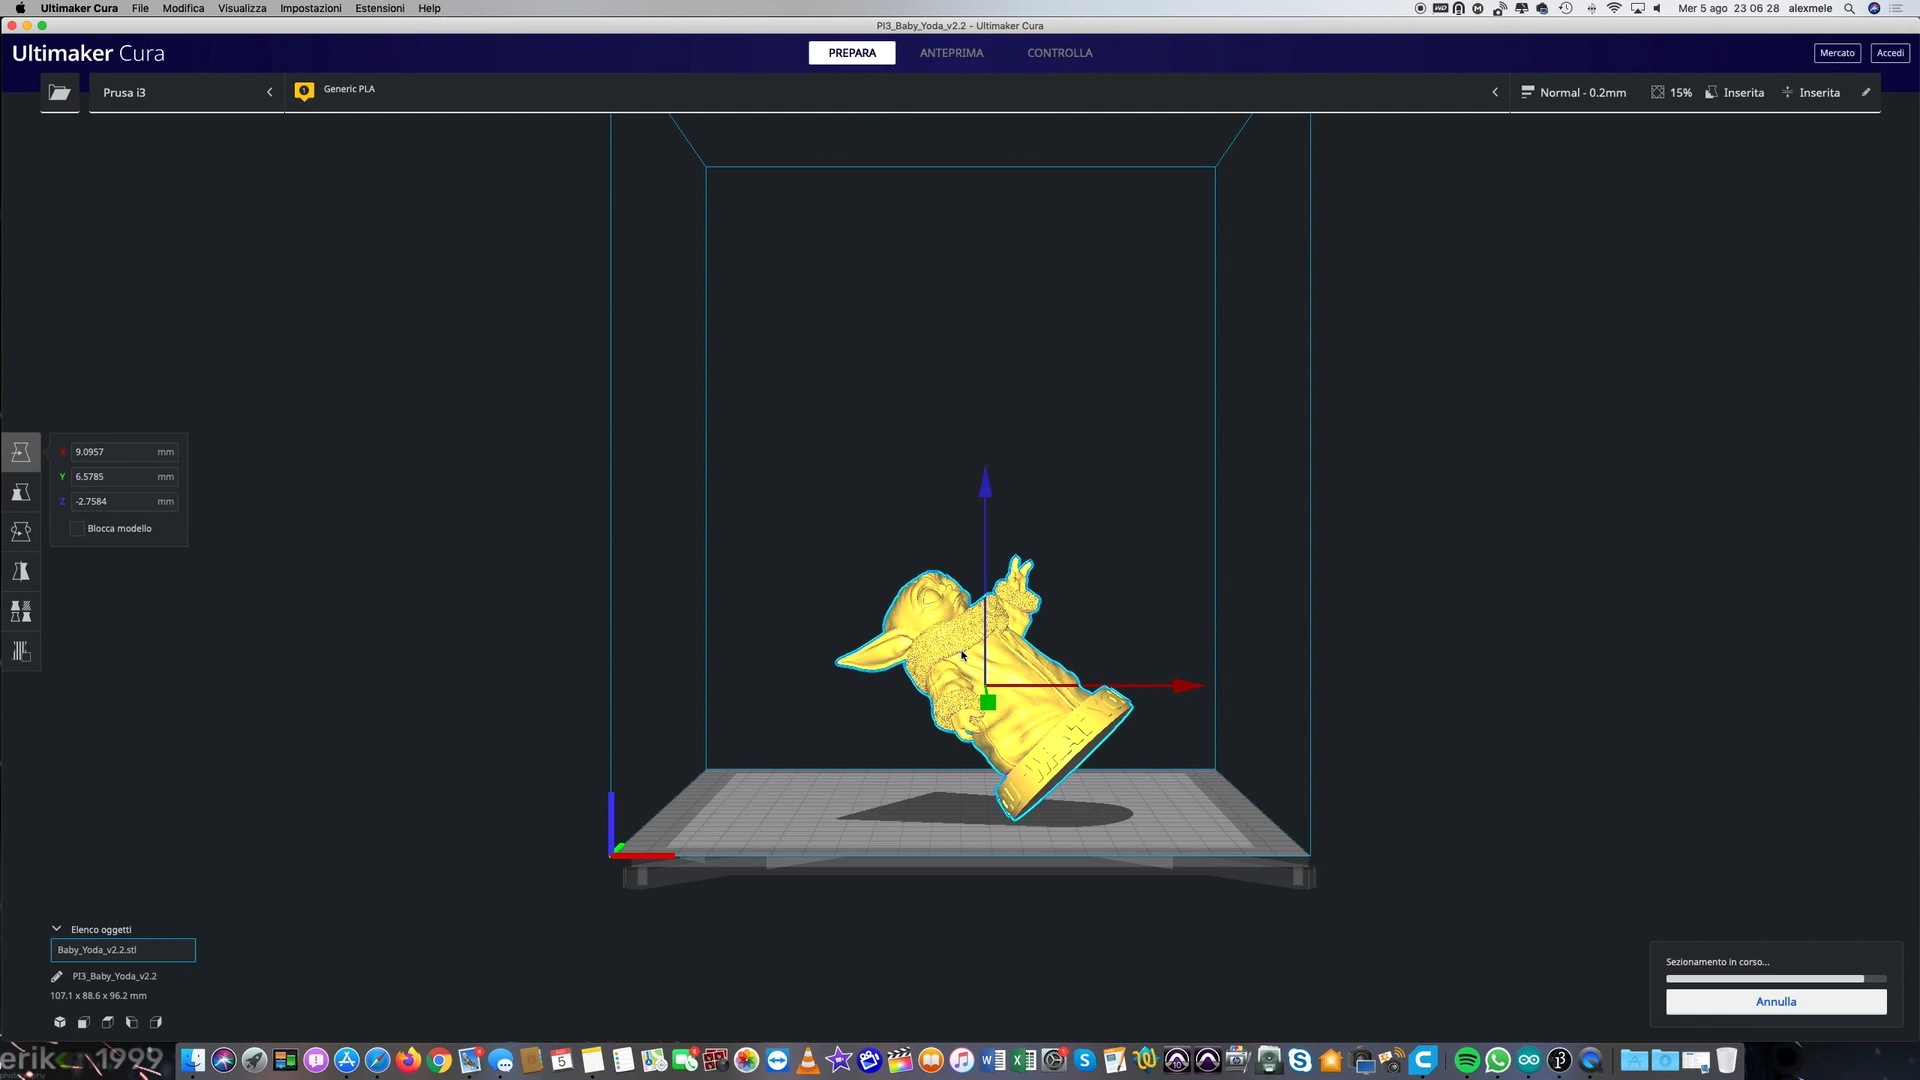 Ultimaker Cura File Modifica Visualizza Impostazioni Estensioni Help
Mer 5 ago 23 06 28 alexmele
PI3_Baby_Yoda_v2.2 - Ultimaker Cura
Ultimaker Cura
PREPARA ANTEPRIMA CONTROLLA
Mercato Accedi
Prusa i3
1 Generic PLA
Normal - 0.2mm 15% Inserita Inserita
X 9.0957 mm
Y 6.5785 mm
Z -2.7584 mm
Blocca modello
Elenco oggetti
Baby_Yoda_v2.2.stl
PI3_Baby_Yoda_v2.2
107.1 x 88.6 x 96.2 mm
Sezionamento in corso...
Annulla
1999